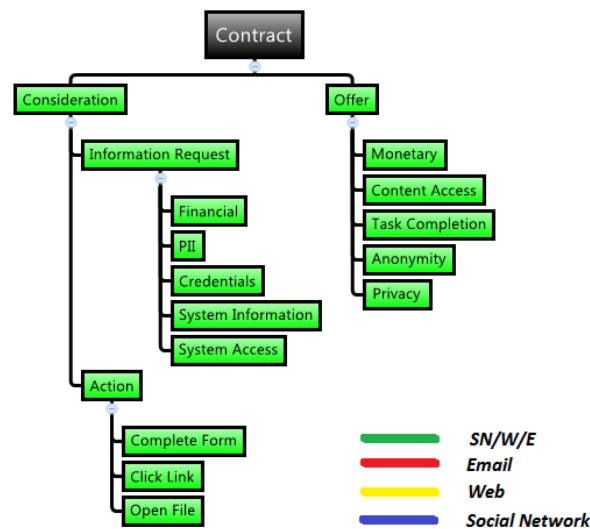 Contract
Consideration
Offer
Information Request
Monetary
Content Access
Financial
Task Completion
PII
Anonymity
Credentials
Privacy
System Information
System Access
Action
Complete Form
SN/W/E
Email
Click Link
Web
Open File
Social Network